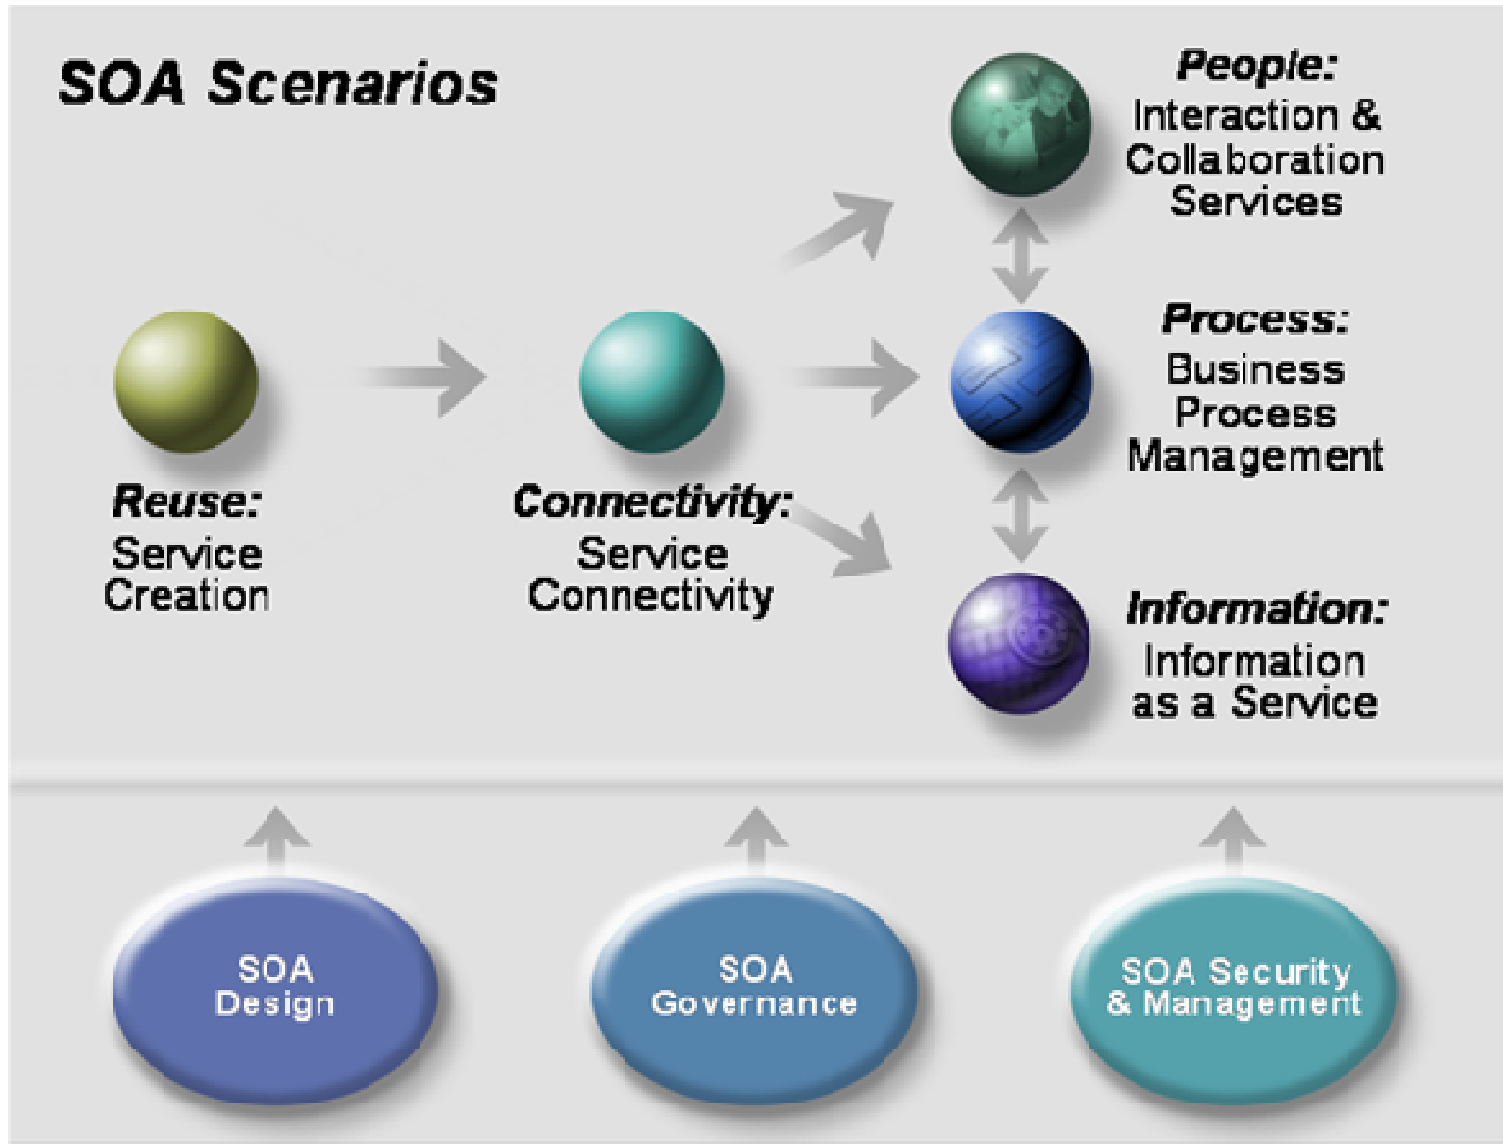 SOA Scenarios
People:
Interaction &
Collaboration
Services
Process:
Business
Process
Management
Reuse:
Service
Creation
Connectivity:
Service
Connectivity
Information:
Information
as a Service
SOA
Design
SOA
Governance
SOA Security
& Management